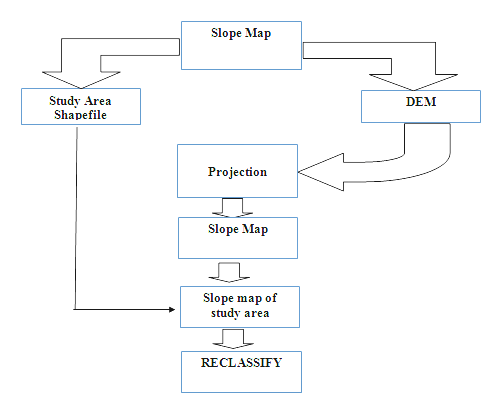 Slope Map
Study Area
Shapefile
DEM
Projection
Slope Map
Slope map of
study area
RECLASSIFY